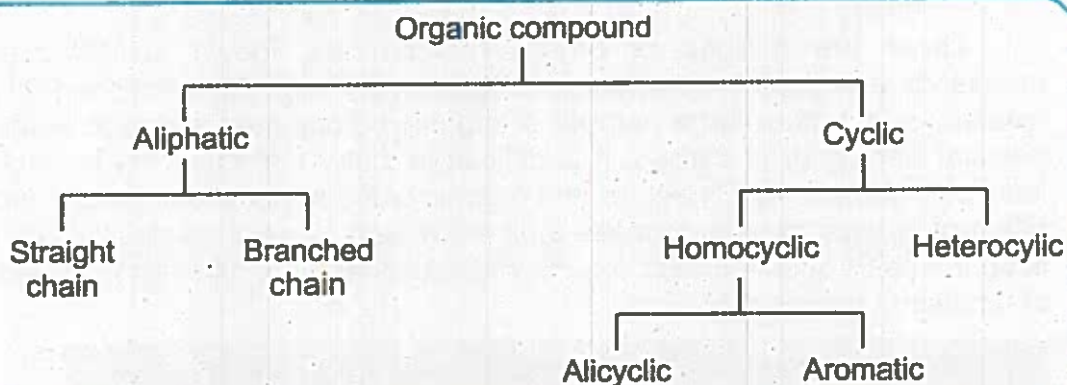 Organic compound
Aliphatic Cyclic
Straight chain Branched chain Homocyclic Heterocylic
Alicyclic Aromatic